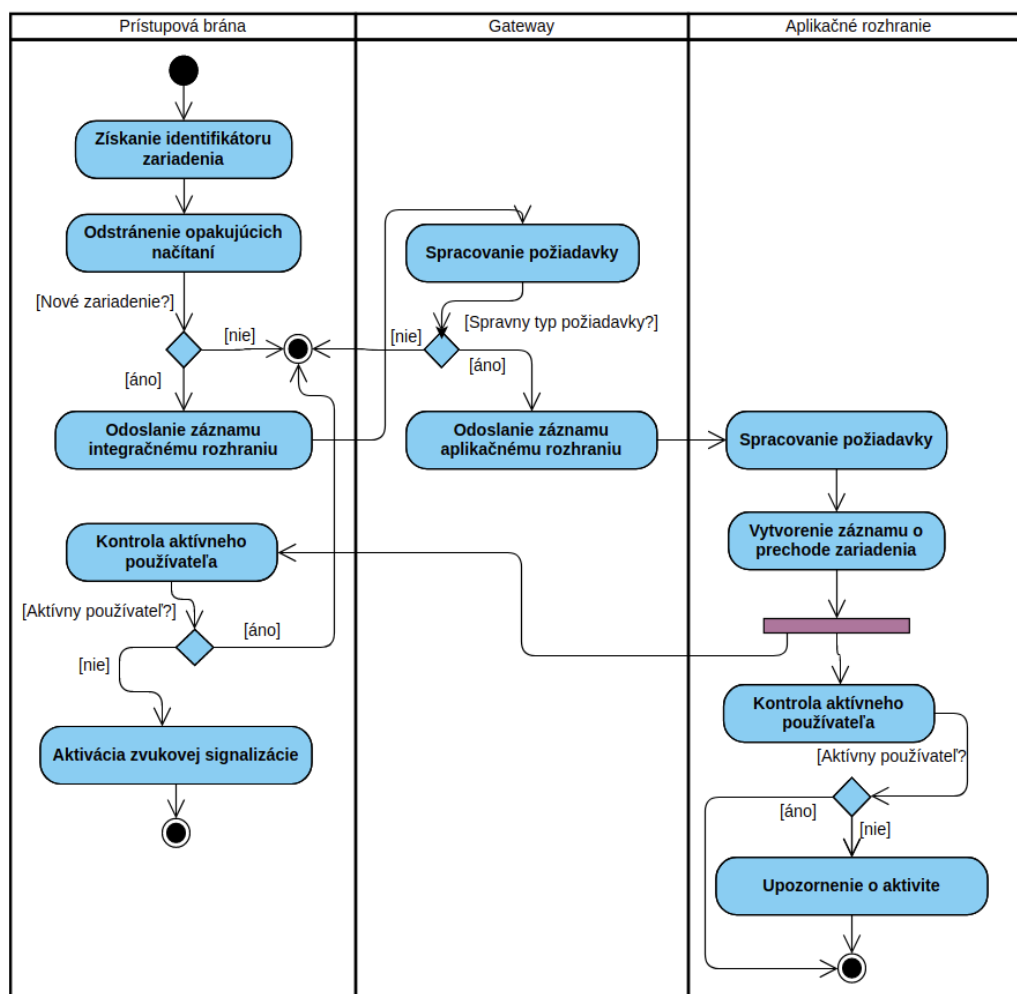 Prístupová brána
Gateway
Aplikačné rozhranie
Získanie identifikátoru
zariadenia
Odstránenie opakujúcich
načítaní
[Nové zariadenie?]
[nie]
[áno]
Odoslanie záznamu
integračnému rozhraniu
Spracovanie požiadavky
[Spravny typ požiadavky?]
[nie]
[áno]
Odoslanie záznamu
aplikačnému rozhraniu
Spracovanie požiadavky
Vytvorenie záznamu o
prechode zariadenia
Kontrola aktívneho
používateľa
[Aktívny používateľ?]
[áno]
[nie]
Aktivácia zvukovej signalizácie
Kontrola aktívneho
používateľa
[Aktívny používateľ?
[áno]
[nie]
Upozornenie o aktivite